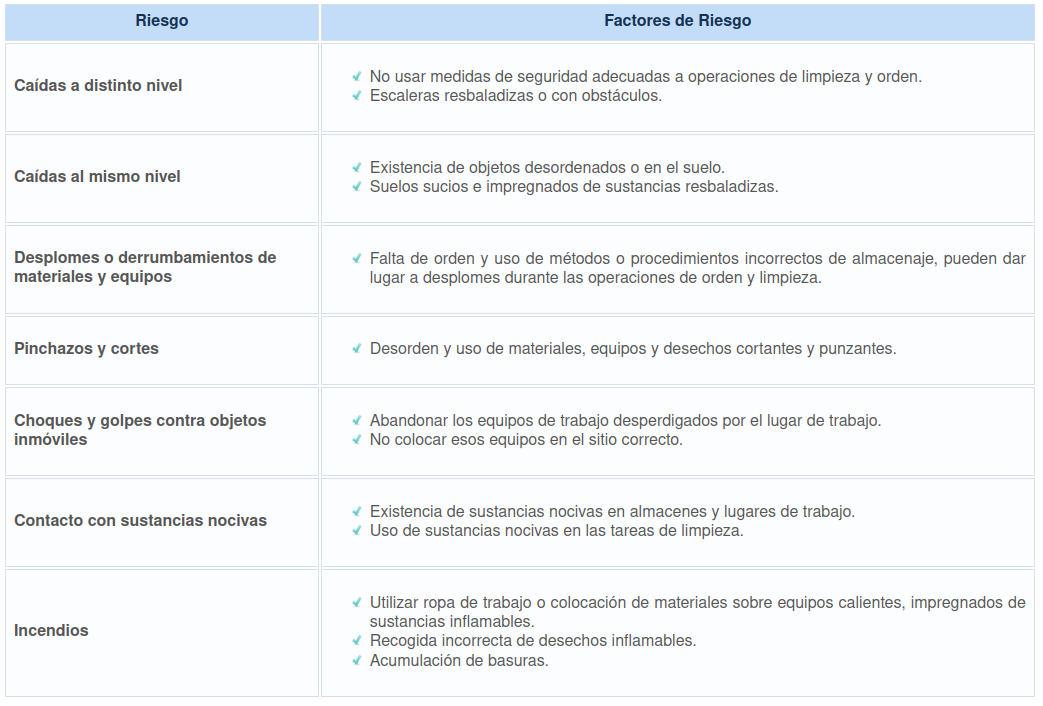 Riesgo
Factores de Riesgo
Caídas a distinto nivel
No usar medidas de seguridad adecuadas a operaciones de limpieza y orden.
Escaleras resbaladizas o con obstáculos.
Caídas al mismo nivel
Existencia de objetos desordenados o en el suelo.
Suelos sucios e impregnados de sustancias resbaladizas.
Desplomes o derrumbamientos de
materiales y equipos
Falta de orden y uso de métodos o procedimientos incorrectos de almacenaje, pueden dar
lugar a desplomes durante las operaciones de orden y limpieza.
Pinchazos y cortes
Desorden y uso de materiales, equipos y desechos cortantes y punzantes.
Choques y golpes contra objetos
inmóviles
Abandonar los equipos de trabajo desperdigados por el lugar de trabajo.
No colocar esos equipos en el sitio correcto.
Contacto con sustancias nocivas
Existencia de sustancias nocivas en almacenes y lugares de trabajo.
Uso de sustancias nocivas en las tareas de limpieza.
Incendios
Utilizar ropa de trabajo o colocación de materiales sobre equipos calientes, impregnados de
sustancias inflamables.
Recogida incorrecta de desechos inflamables.
Acumulación de basuras.